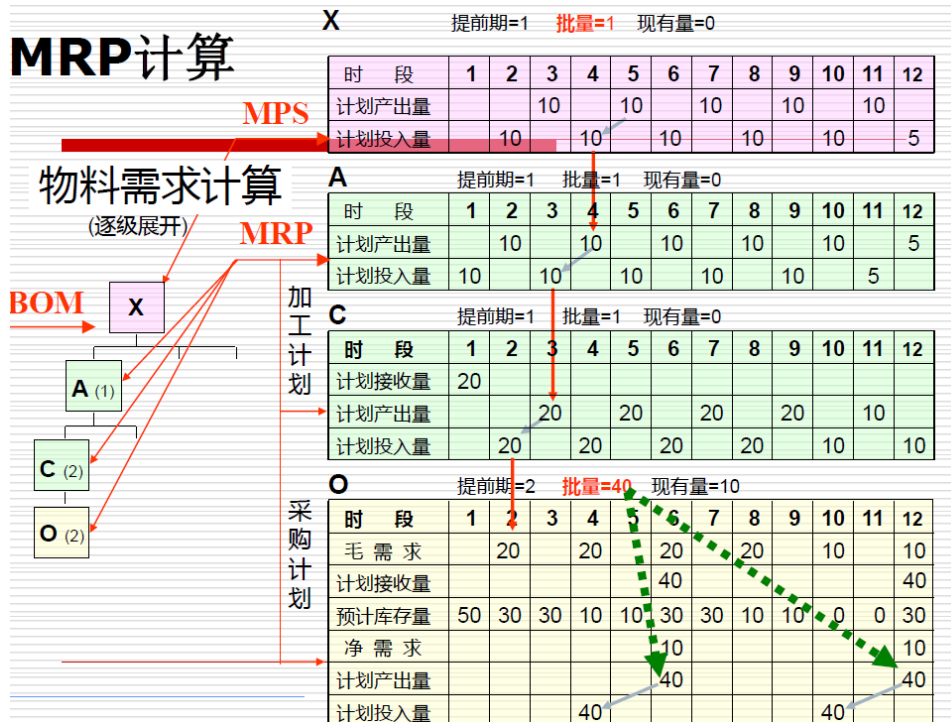 MRP计算
MPS
物料需求计算
(逐级展开)
MRP
BOM
X
A (1)
C (2)
O (2)
加工计划
采购计划
X 提前期=1 批量=1 现有量=0
时 段 1 2 3 4 5 6 7 8 9 10 11 12
计划产出量 10 10 10 10 10
计划投入量 10 10 10 10 10 5
A 提前期=1 批量=1 现有量=0
时 段 1 2 3 4 5 6 7 8 9 10 11 12
计划产出量 10 10 10 10 10 5
计划投入量 10 10 10 10 10 5
C 提前期=1 批量=1 现有量=0
时 段 1 2 3 4 5 6 7 8 9 10 11 12
计划接收量 20
计划产出量 20 20 20 20 10
计划投入量 20 20 20 20 10 10
O 提前期=2 批量=40 现有量=10
时 段 1 2 3 4 5 6 7 8 9 10 11 12
毛 需 求 20 20 20 20 10 10
计划接收量 40 40
预计库存量 50 30 30 10 10 30 30 10 10 0 0 30
净 需 求 10 10
计划产出量 40 40
计划投入量 40 40